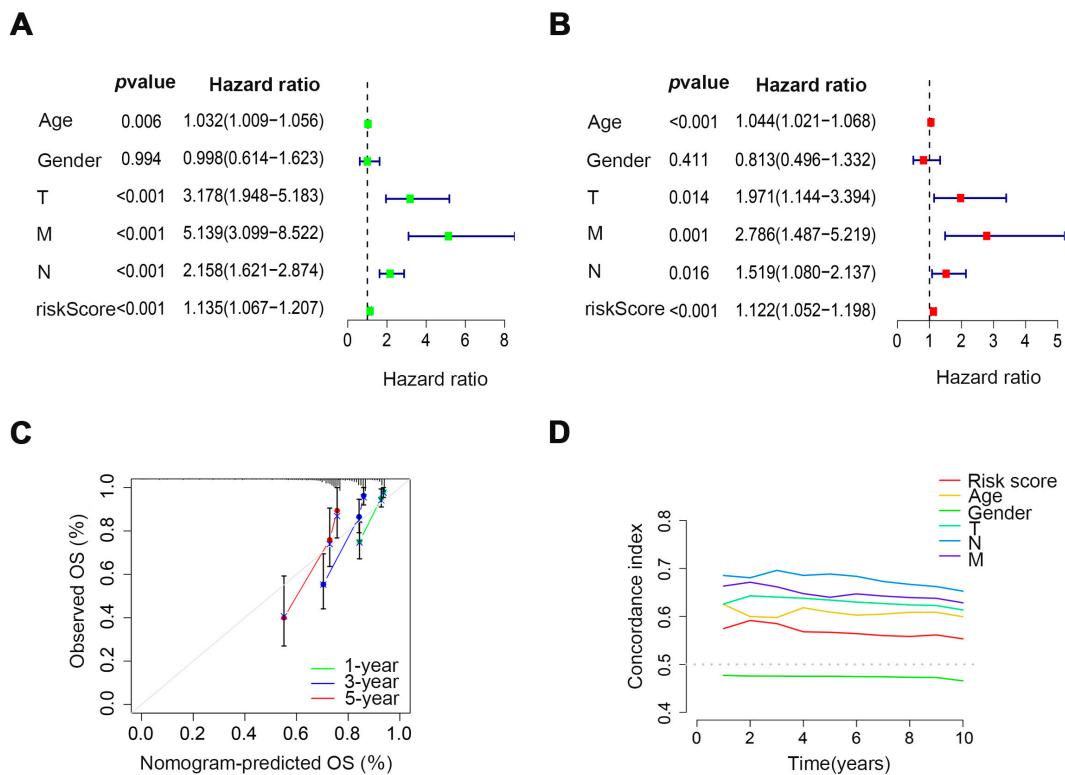 A
pvalue Hazard ratio
Age 0.006 1.032(1.009−1.056)
Gender 0.994 0.998(0.614−1.623)
T <0.001 3.178(1.948−5.183)
M <0.001 5.139(3.099−8.522)
N <0.001 2.158(1.621−2.874)
riskScore <0.001 1.135(1.067−1.207)
0 2 4 6 8
Hazard ratio
B
pvalue Hazard ratio
Age <0.001 1.044(1.021−1.068)
Gender 0.411 0.813(0.496−1.332)
T 0.014 1.971(1.144−3.394)
M 0.001 2.786(1.487−5.219)
N 0.016 1.519(1.080−2.137)
riskScore <0.001 1.122(1.052−1.198)
0 1 2 3 4 5
Hazard ratio
C
Observed OS (%)
1.0
0.8
0.6
0.4
0.2
0.0
1-year
3-year
5-year
0.0 0.2 0.4 0.6 0.8 1.0
Nomogram-predicted OS (%)
D
Concordance index
0.8
0.7
0.6
0.5
0.4
Risk score
Age
Gender
T
N
M
0 2 4 6 8 10
Time(years)